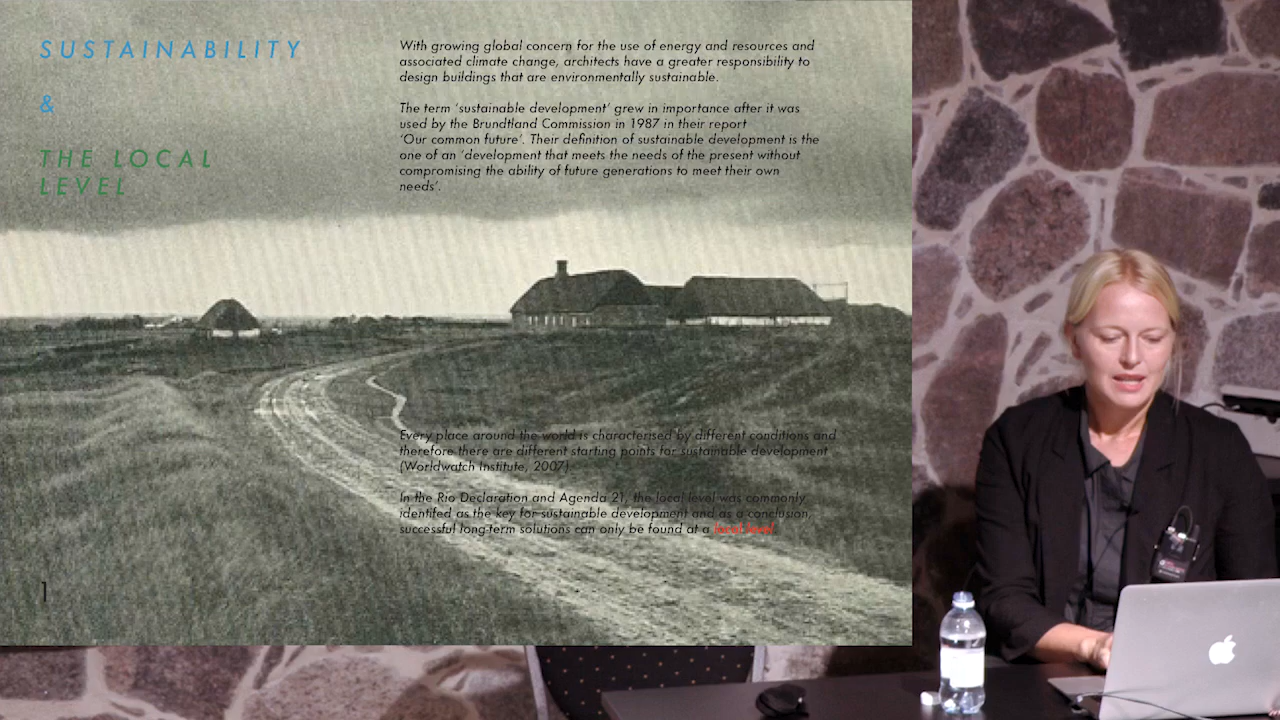 SUSTAINABILITY
&
THE LOCAL
LEVEL
With growing global concern for the use of energy and resources and
associated climate change, architects have a greater responsibility to
design buildings that are environmentally sustainable.
The term 'sustainable development' grew in importance after it was
used by the Brundtland Commission in 1987 in their report
'Our common future'. Their definition of sustainable development is the
one of an 'development that meets the needs of the present without
compromising the ability of future generations to meet their own
needs'.
Every place around the world is characterised by different conditions and
therefore there are different starting points for sustainable development
(Worldwatch Institute, 2007).
In the Rio Declaration and Agenda 21, the local level was commonly
identifed as the key for sustainable development and as a conclusion,
successful long-term solutions can only be found at a local level.
1